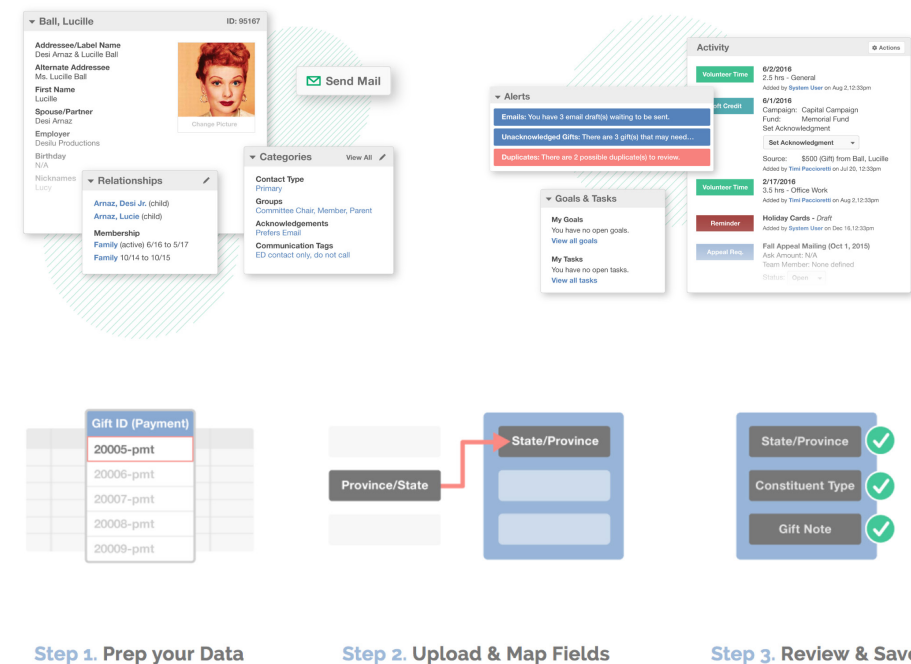 Ball, Lucille
ID: 95167
Addressee/Label Name
Desi Arnaz & Lucille Ball
Alternate Addressee
Ms. Lucille Ball
First Name
Lucille
Spouse/Partner
Desi Arnaz
Employer
Desilu Productions
Birthday
N/A
Nicknames
Lucy
Change Picture
Send Mail
Relationships
Arnaz, Desi Jr. (child)
Arnaz, Lucie (child)
Membership
Family (active) 6/16 to 5/17
Family 10/14 to 10/15
Categories
View All
Contact Type
Primary
Groups
Committee Chair, Member, Parent
Acknowledgements
Prefers Email
Communication Tags
ED contact only, do not call
Alerts
Emails: You have 3 email draft(s) waiting to be sent.
Unacknowledged Gifts: There are 3 gift(s) that may need...
Duplicates: There are 2 possible duplicate(s) to review.
Goals & Tasks
My Goals
You have no open goals.
View all goals
My Tasks
You have no open tasks.
View all tasks
Activity
Actions
Volunteer Time
6/2/2016
2.5 hrs - General
Added by System User on Aug 2,12:33pm
Credit
6/1/2016
Campaign: Capital Campaign
Fund: Memorial Fund
Set Acknowledgment
Set Acknowledgment
Source: $500 (Gift) from Ball, Lucille
Added by Timi Paccioretti on Jul 20, 12:33pm
Volunteer Time
2/17/2016
3.5 hrs - Office Work
Added by Timi Paccioretti on Aug 2,12:33pm
Reminder
Holiday Cards - Draft
Added by System User on Dec 16,12:33pm
Appeal Req.
Fall Appeal Mailing (Oct 1, 2015)
Ask Amount: N/A
Team Member: None defined
Status: Open
Gift ID (Payment)
20005-pmt
20006-pmt
20007-pmt
20008-pmt
20009-pmt
Province/State
State/Province
State/Province
Constituent Type
Gift Note
Step 1. Prep your Data
Step 2. Upload & Map Fields
Step 3. Review & Save